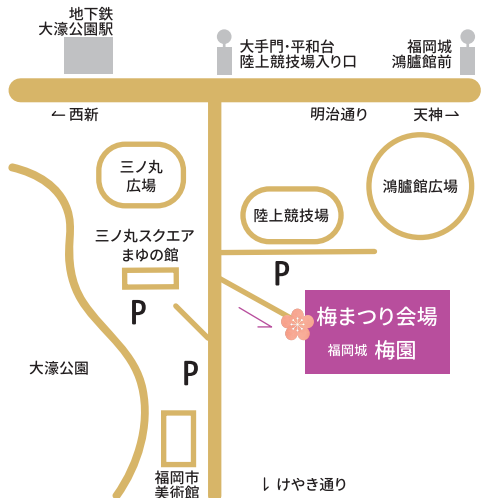 地下鉄
大濠公園駅
大手門・平和台
陸上競技場入り口
福岡城
鴻臚館前
←西新
明治通り
天神→
三ノ丸
広場
鴻臚館広場
陸上競技場
三ノ丸スクエア
まゆの館
P
P
梅まつり会場
福岡城 梅園
大濠公園
P
福岡市
美術館
↓けやき通り